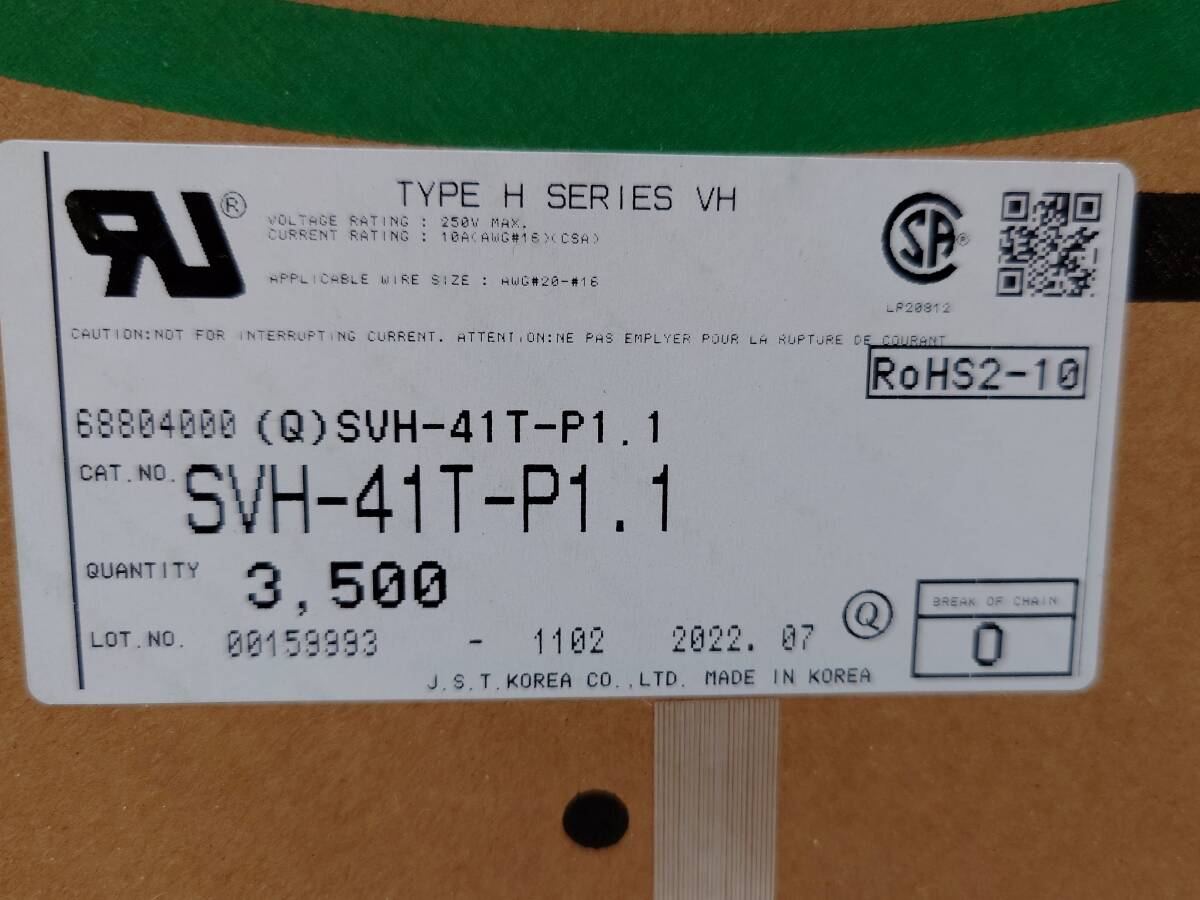 TYPE H SERIES VH
VOLTAGE RATING : 250V MAX.
CURRENT RATING : 10A(AWG#16)(CSA)
APPLICABLE WIRE SIZE : AWG#20-#16
LR20812
CAUTION:NOT FOR INTERRUPTING CURRENT. ATTENTION:NE PAS EMPLYER POUR LA RUPTURE DE COURANT
RoHS2-10
68804000 (Q)SVH-41T-P1.1
CAT.NO. SVH-41T-P1.1
QUANTITY 3,500
LOT.NO. 00159993 - 1102 2022.07 Q
BREAK OF CHAIN
0
J.S.T.KOREA CO.,LTD. MADE IN KOREA